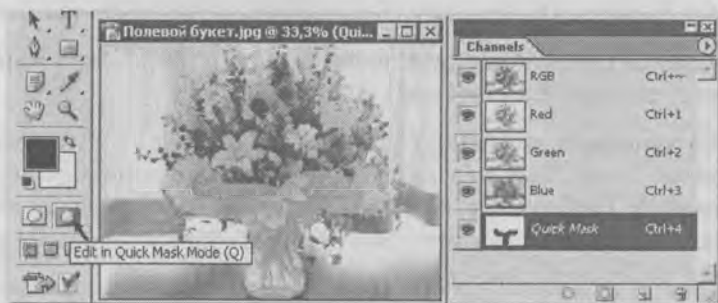 T
Полевой букет.jpg @ 33,3% (Qui...
Edit in Quick Mask Mode (Q)
Channels
RGB Ctrl+~
Red Ctrl+1
Green Ctrl+2
Blue Ctrl+3
Quick Mask Ctrl+4